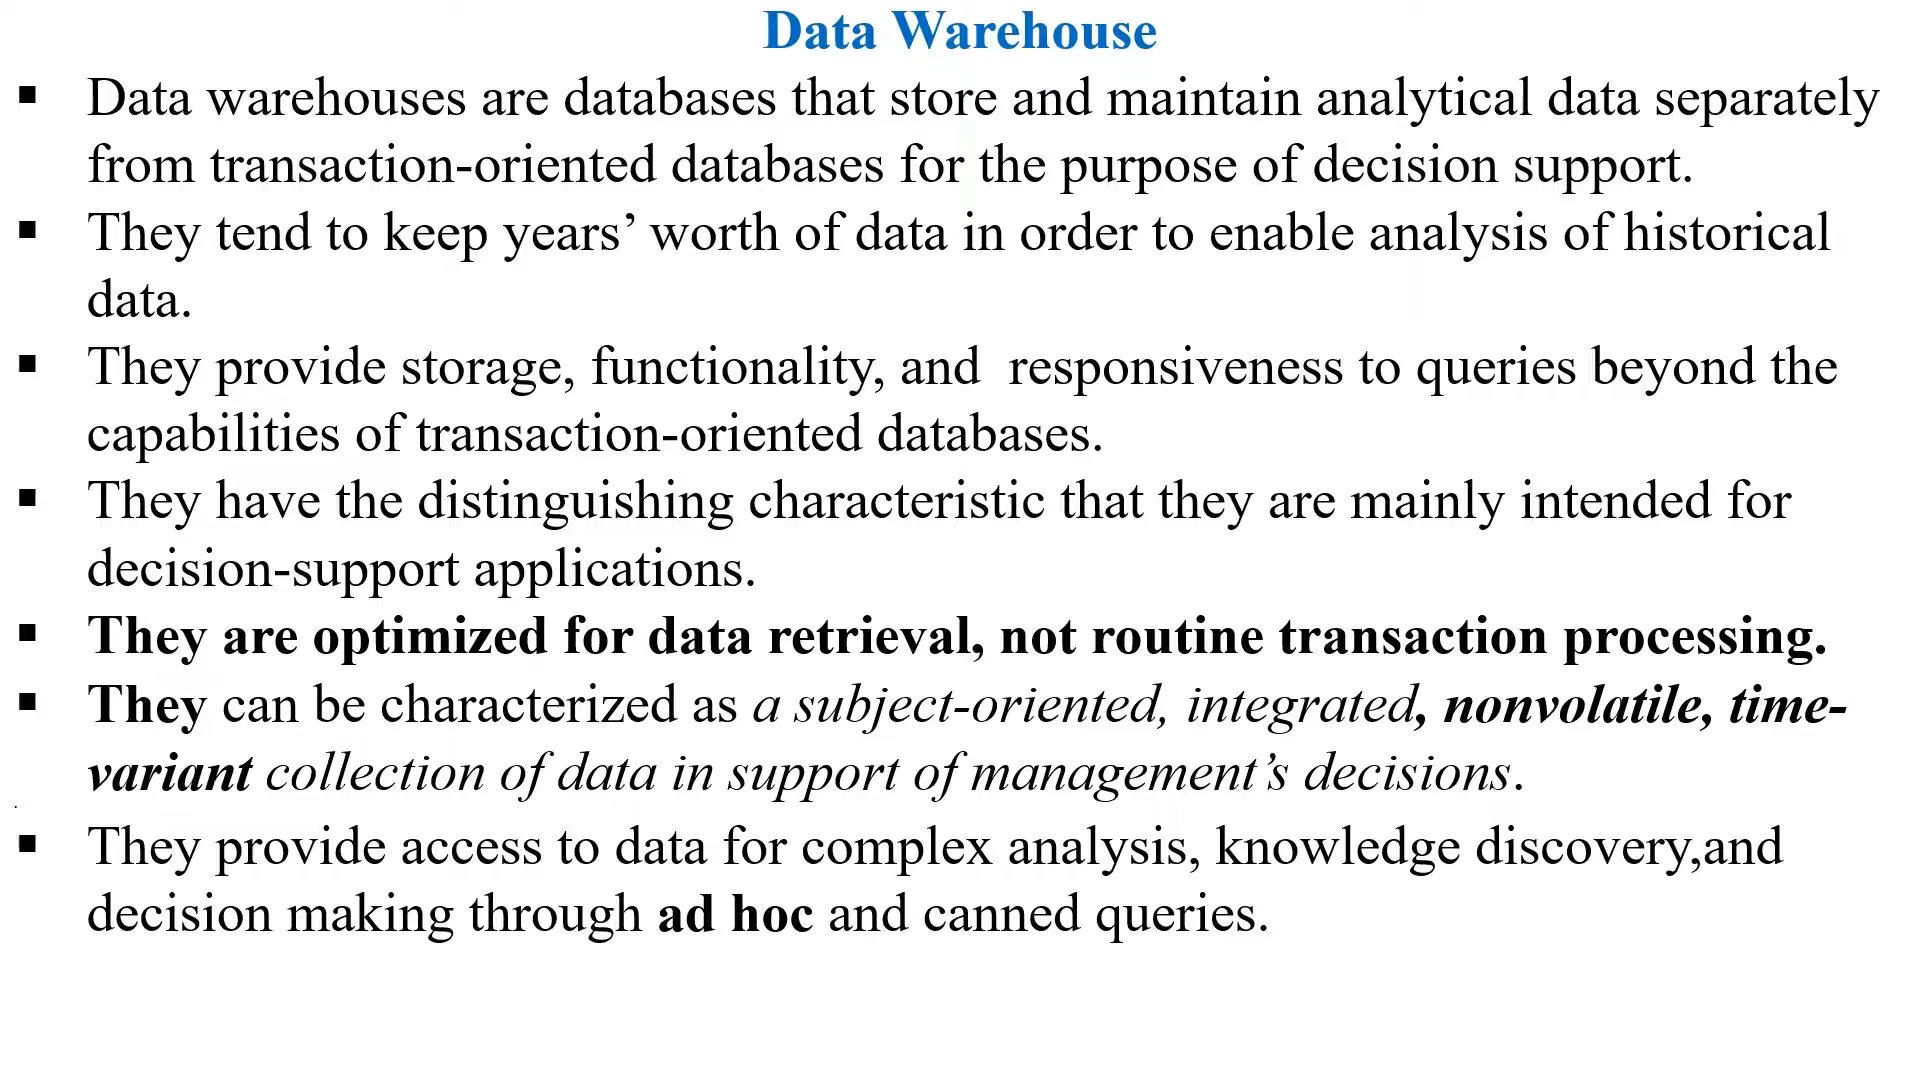 Data Warehouse
▪ Data warehouses are databases that store and maintain analytical data separately
from transaction-oriented databases for the purpose of decision support.
▪ They tend to keep years’ worth of data in order to enable analysis of historical
data.
▪ They provide storage, functionality, and  responsiveness to queries beyond the
capabilities of transaction-oriented databases.
▪ They have the distinguishing characteristic that they are mainly intended for
decision-support applications.
▪ They are optimized for data retrieval, not routine transaction processing.
▪ They can be characterized as a subject-oriented, integrated, nonvolatile, time-
variant collection of data in support of management’s decisions.
.
▪ They provide access to data for complex analysis, knowledge discovery,and
decision making through ad hoc and canned queries.